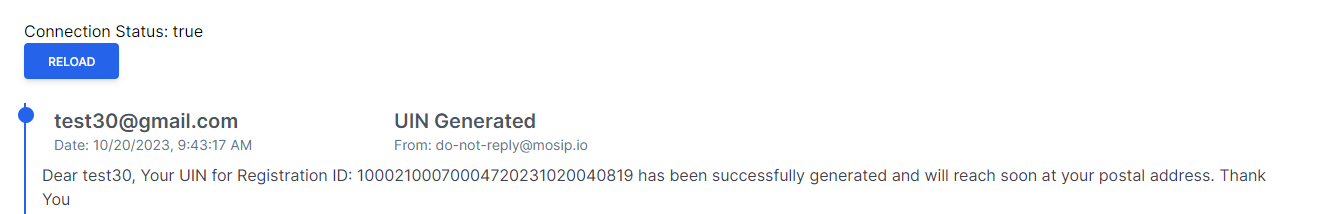 Connection Status: true
RELOAD
test30@gmail.com UIN Generated
Date: 10/20/2023, 9:43:17 AM From: do-not-reply@mosip.io
Dear test30, Your UIN for Registration ID: 10002100070004720231020040819 has been successfully generated and will reach soon at your postal address. Thank
You